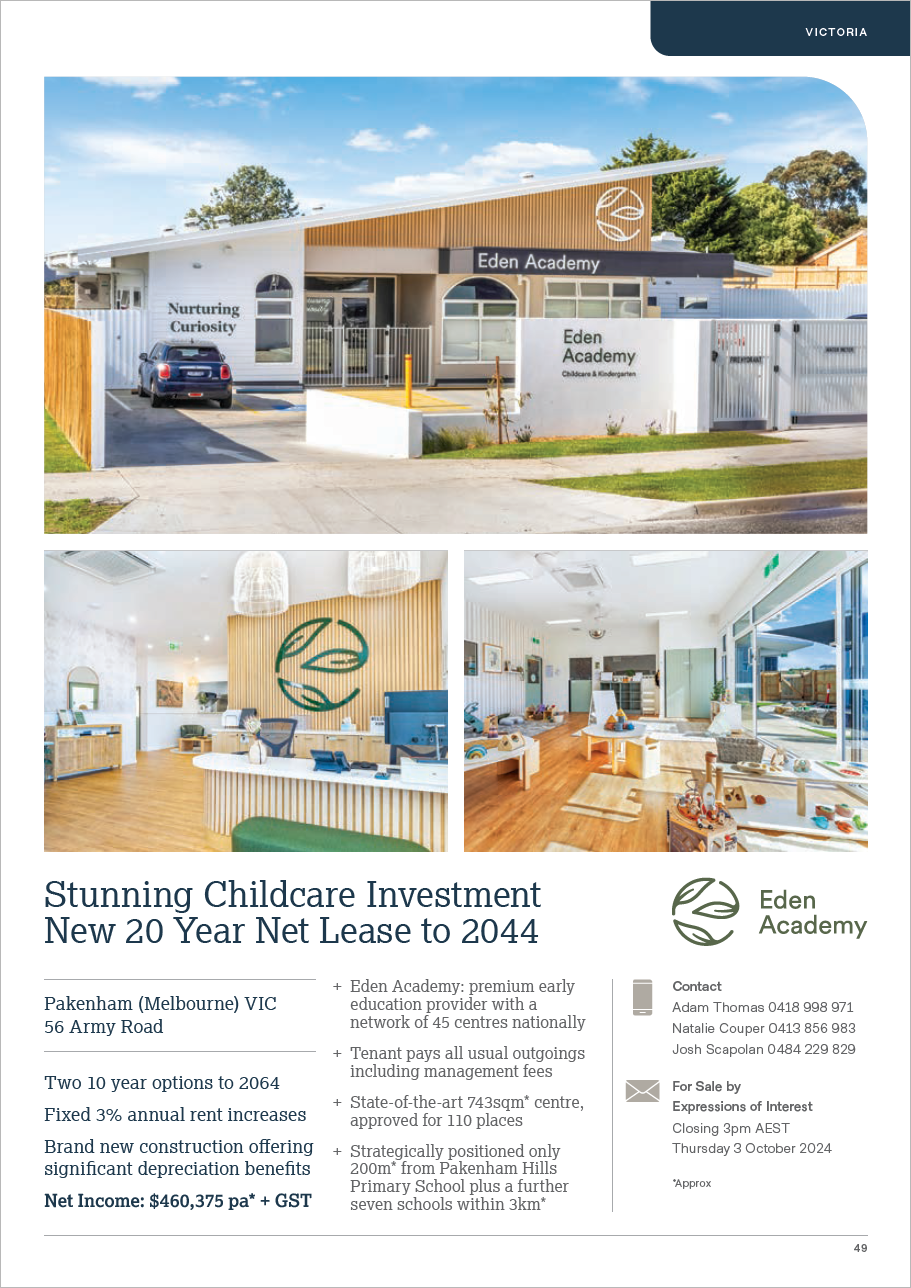 VICTORIA
Eden Academy
Nurturing
Curiosity
Eden
Academy
Childcare & Kindergarten
FIRE HYDRANT
WATER METER
Stunning Childcare Investment
New 20 Year Net Lease to 2044
Eden
Academy
Pakenham (Melbourne) VIC
56 Army Road
Two 10 year options to 2064
Fixed 3% annual rent increases
Brand new construction offering
significant depreciation benefits
Net Income: $460,375 pa* + GST
+ Eden Academy: premium early
education provider with a
network of 45 centres nationally
+ Tenant pays all usual outgoings
including management fees
+ State-of-the-art 743sqm* centre,
approved for 110 places
+ Strategically positioned only
200m* from Pakenham Hills
Primary School plus a further
seven schools within 3km*
Contact
Adam Thomas 0418 998 971
Natalie Couper 0413 856 983
Josh Scapolan 0484 229 829
For Sale by
Expressions of Interest
Closing 3pm AEST
Thursday 3 October 2024
*Approx
49